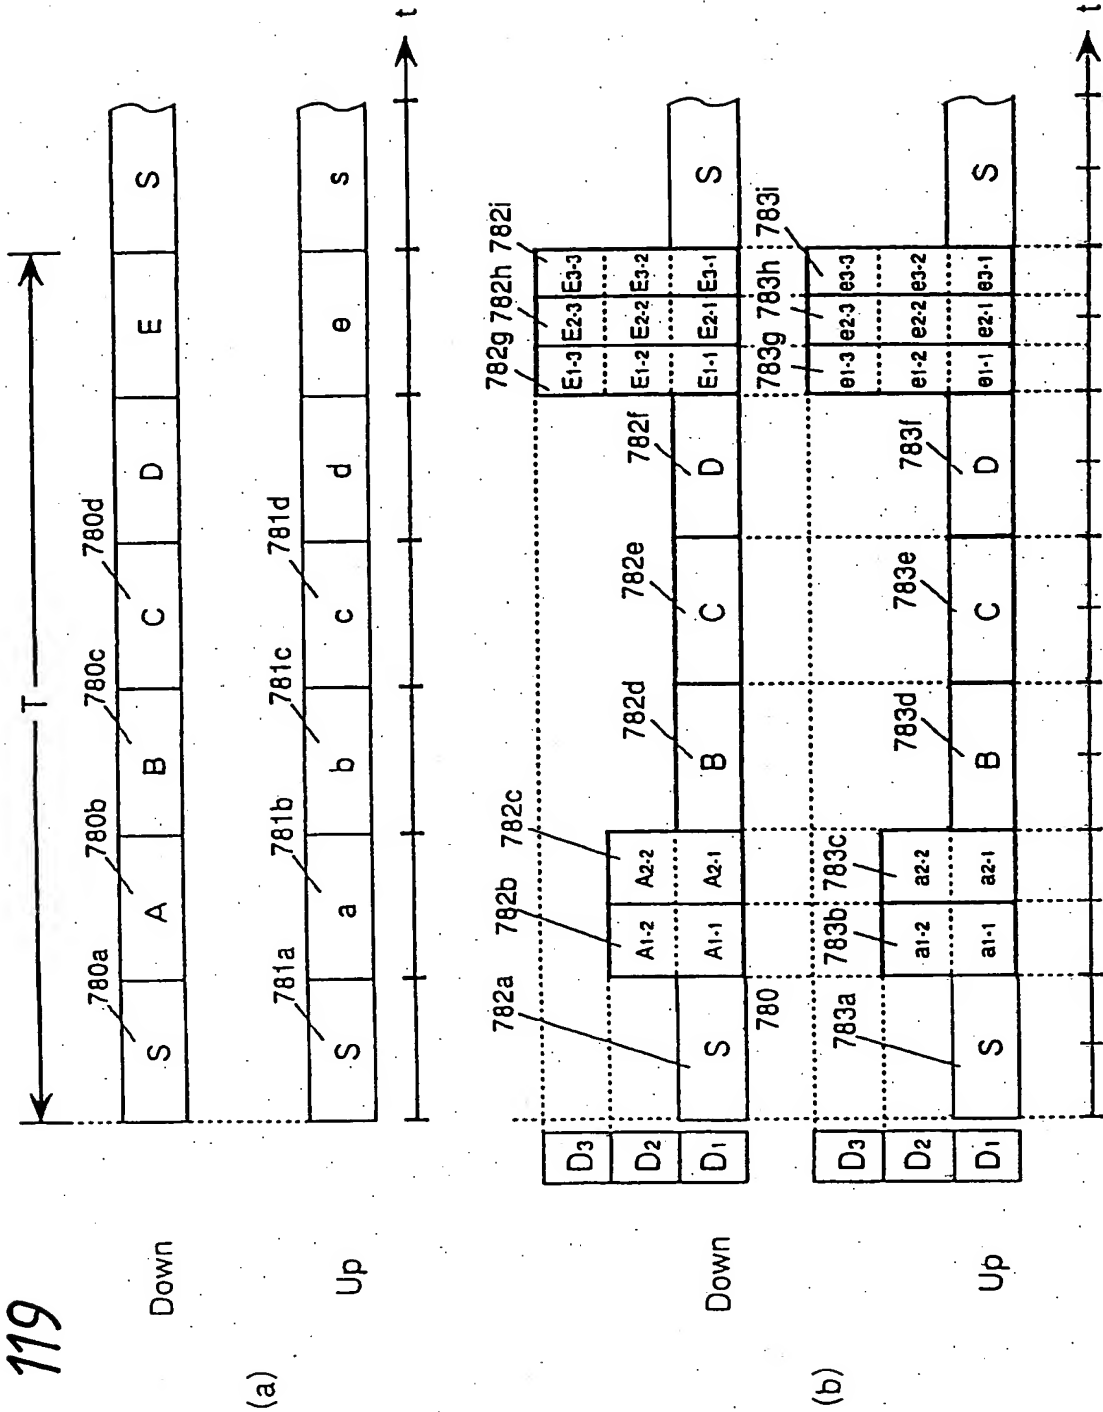 119
T
780a 780b 780c 780d
Down S A B C D E S
781a 781b 781c 781d
Up S a b c d e s
t
(a)
782g 782h 782i
D3 E1-3 E2-3 E3-3
782a 782b 782c 782d 782e 782f
D2 A1-2 A2-2 E1-2 E2-2 E3-2
Down D1 S A1-1 A2-1 B C D E1-1 E2-1 E3-1 S
780
783g 783h 783i
D3 e1-3 e2-3 e3-3
783a 783b 783c 783d 783e 783f
D2 a1-2 a2-2 e1-2 e2-2 e3-2
Up D1 S a1-1 a2-1 B C D e1-1 e2-1 e3-1 S
t
(b)